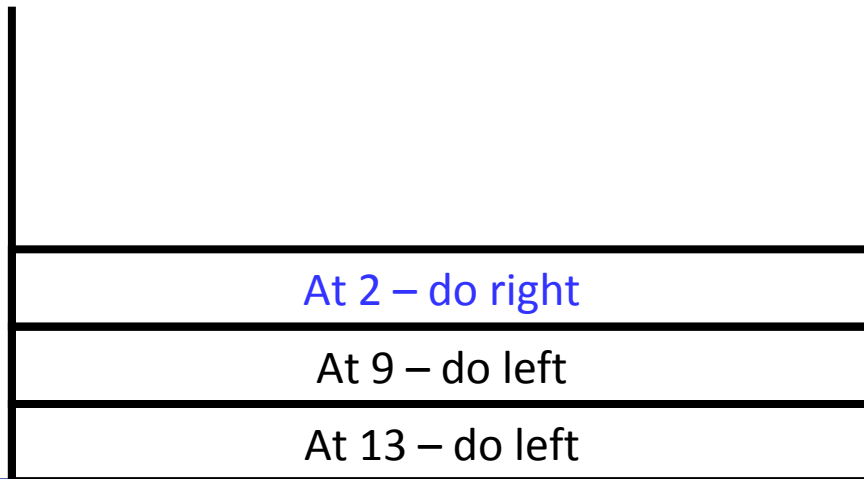 At 2 – do right
At 9 – do left
At 13 – do left